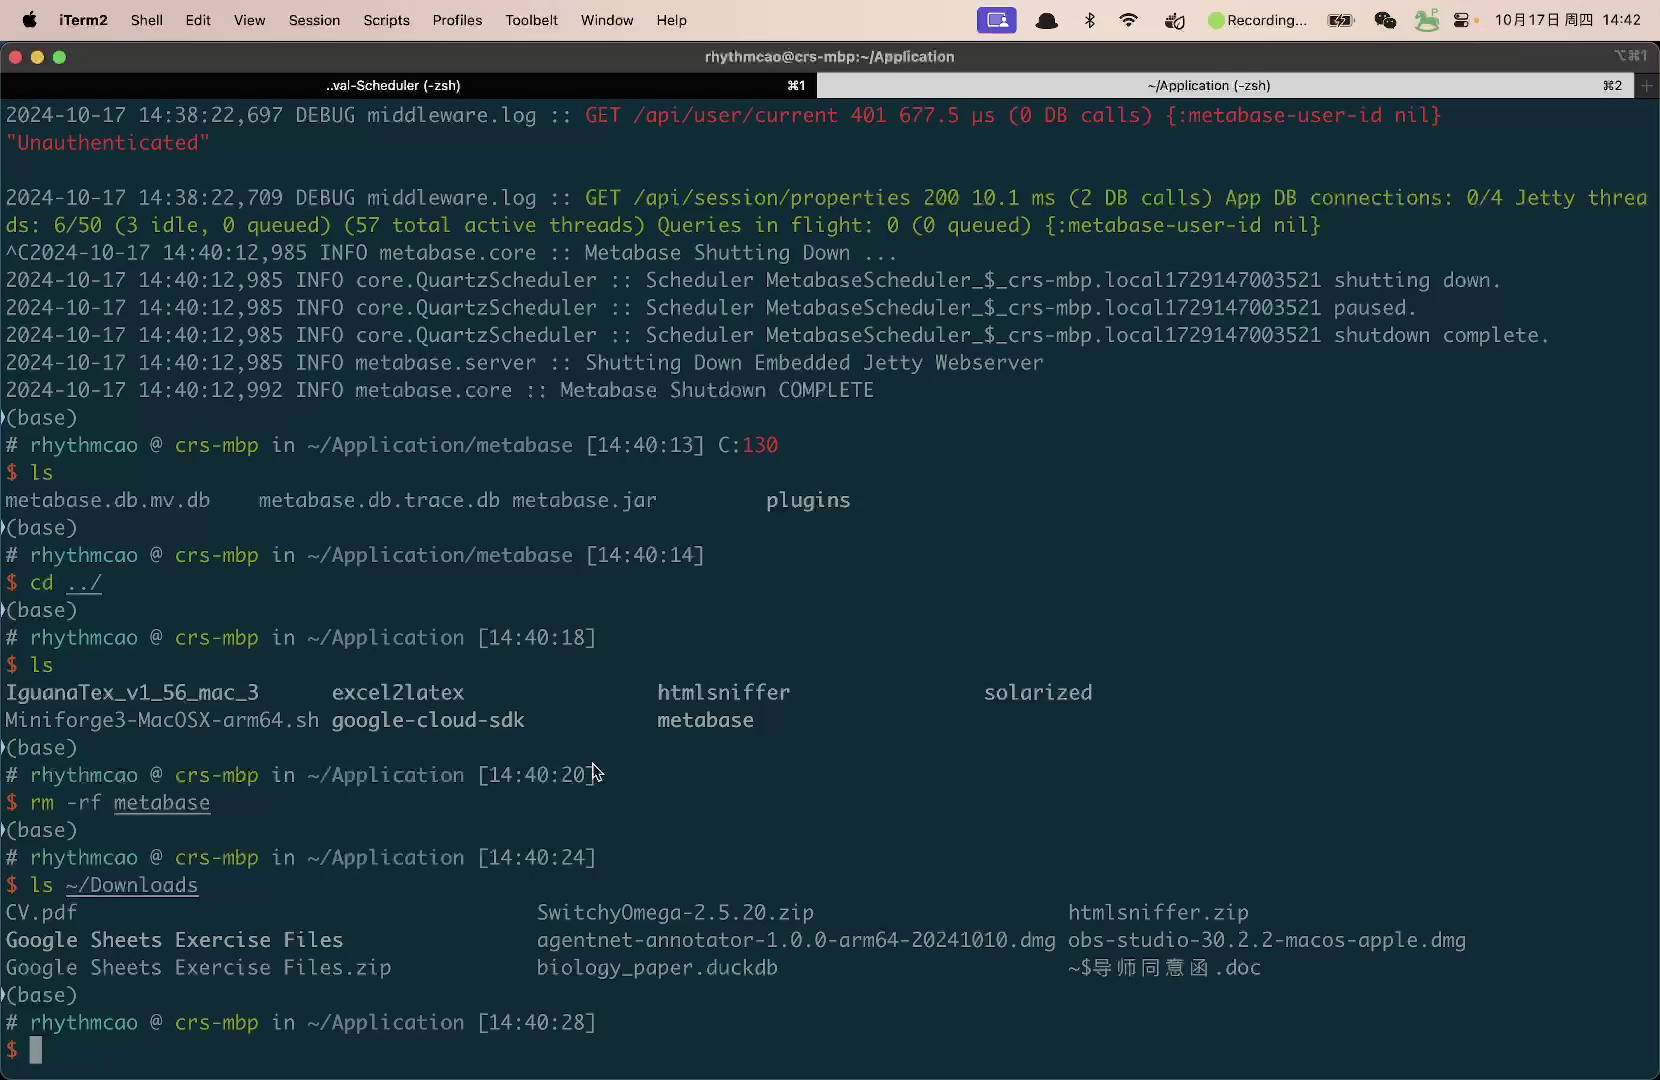 iTerm2 Shell Edit View Session Scripts Profiles Toolbelt Window Help Recording... 10月17日 周四 14:42
rhythmcao@crs-mbp:~/Application ⌥⌘1
..val-Scheduler (-zsh) ⌘1 ~/Application (-zsh) ⌘2 +
2024-10-17 14:38:22,697 DEBUG middleware.log :: GET /api/user/current 401 677.5 µs (0 DB calls) {:metabase-user-id nil}
"Unauthenticated"
2024-10-17 14:38:22,709 DEBUG middleware.log :: GET /api/session/properties 200 10.1 ms (2 DB calls) App DB connections: 0/4 Jetty threa
ds: 6/50 (3 idle, 0 queued) (57 total active threads) Queries in flight: 0 (0 queued) {:metabase-user-id nil}
^C2024-10-17 14:40:12,985 INFO metabase.core :: Metabase Shutting Down ...
2024-10-17 14:40:12,985 INFO core.QuartzScheduler :: Scheduler MetabaseScheduler_$_crs-mbp.local1729147003521 shutting down.
2024-10-17 14:40:12,985 INFO core.QuartzScheduler :: Scheduler MetabaseScheduler_$_crs-mbp.local1729147003521 paused.
2024-10-17 14:40:12,985 INFO core.QuartzScheduler :: Scheduler MetabaseScheduler_$_crs-mbp.local1729147003521 shutdown complete.
2024-10-17 14:40:12,985 INFO metabase.server :: Shutting Down Embedded Jetty Webserver
2024-10-17 14:40:12,992 INFO metabase.core :: Metabase Shutdown COMPLETE
(base)
# rhythmcao @ crs-mbp in ~/Application/metabase [14:40:13] C:130
$ ls
metabase.db.mv.db metabase.db.trace.db metabase.jar plugins
(base)
# rhythmcao @ crs-mbp in ~/Application/metabase [14:40:14]
$ cd ../
(base)
# rhythmcao @ crs-mbp in ~/Application [14:40:18]
$ ls
IguanaTex_v1_56_mac_3 excel2latex htmlsniffer solarized
Miniforge3-MacOSX-arm64.sh google-cloud-sdk metabase
(base)
# rhythmcao @ crs-mbp in ~/Application [14:40:20]
$ rm -rf metabase
(base)
# rhythmcao @ crs-mbp in ~/Application [14:40:24]
$ ls ~/Downloads
CV.pdf SwitchyOmega-2.5.20.zip htmlsniffer.zip
Google Sheets Exercise Files agentnet-annotator-1.0.0-arm64-20241010.dmg obs-studio-30.2.2-macos-apple.dmg
Google Sheets Exercise Files.zip biology_paper.duckdb ~$导师同意函.doc
(base)
# rhythmcao @ crs-mbp in ~/Application [14:40:28]
$